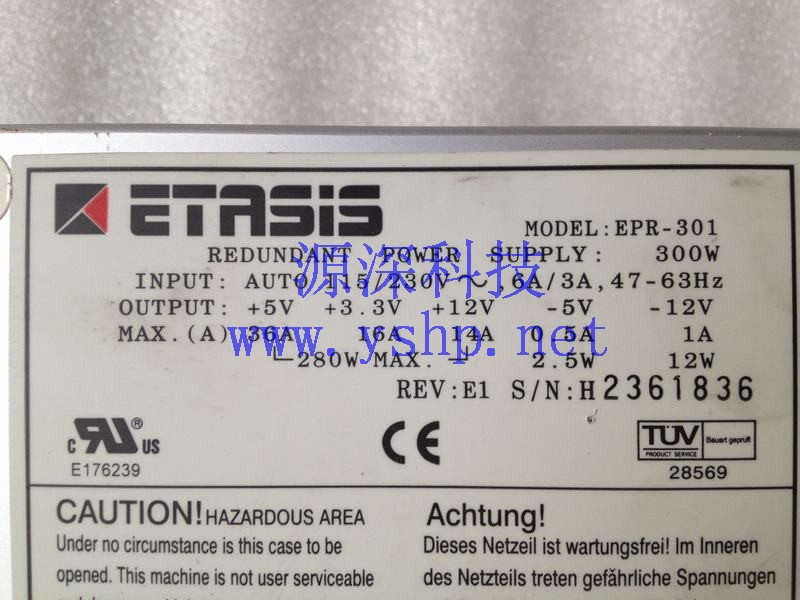 ETASIS
MODEL:EPR-301
REDUNDANT POWER SUPPLY: 300W
INPUT: AUTO 115/230V～,6A/3A,47-63Hz
OUTPUT: +5V +3.3V +12V -5V -12V
MAX.(A) 36A 16A 14A 0.5A 1A
280W MAX. 2.5W 12W
REV:E1 S/N:H2361836
源深科技
www.yshp.net
c RU ® US
E176239
CE
TÜV
PRODUCT SERVICE
Bauart geprüft
28569
CAUTION! HAZARDOUS AREA
Under no circumstance is this case to be
opened. This machine is not user serviceable
Achtung!
Dieses Netzeil ist wartungsfrei! Im Inneren
des Netzteils treten gefährliche Spannungen